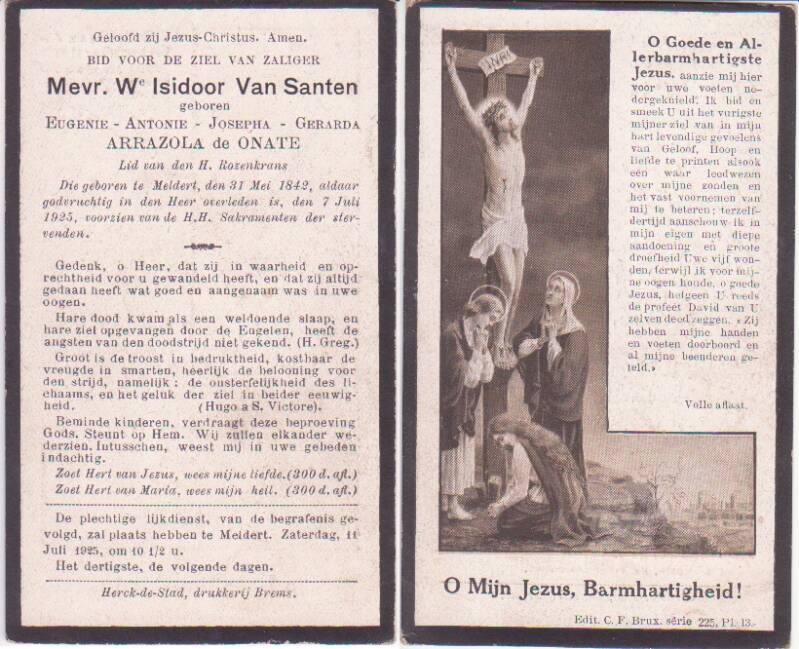 Geloofd zij Jezus-Christus. Amen.
BID VOOR DE ZIEL VAN ZALIGER
Mevr. We Isidoor Van Santen
geboren
EUGENIE - ANTONIE - JOSEPHA - GERARDA
ARRAZOLA de ONATE
Lid van den H. Rozenkrans
Die geboren te Meldert, den 31 Mei 1842, aldaar
godvruchtig in den Heer overleden is, den 7 Juli
1925, voorzien van de H.H. Sakramenten der ster-
venden.
Gedenk, o Heer, dat zij in waarheid en op-
rechtheid voor u gewandeld heeft, en dat zij altijd
gedaan heeft wat goed en aangenaam was in uwe
oogen.
Hare dood kwam als een weldoende slaap, en
hare ziel opgevangen door de Engelen, heeft de
angsten van den doodstrijd niet gekend. (H. Greg.)
Groot is de troost in bedruktheid, kostbaar de
vreugde in smarten, heerlijk de belooning voor
den strijd, namelijk: de onsterfelijkheid des li-
chaams, en het geluk der ziel in beider eeuwig-
heid. (Hugo a S. Victore).
Beminde kinderen, verdraagt deze beproeving
Gods. Steunt op Hem. Wij zullen elkander we-
derzien. Intusschen, weest mij in uwe gebeden
indachtig.
Zoet Hert van Jezus, wees mijne liefde. (300 d. afl.)
Zoet Hert van Maria, wees mijn heil. (300 d. afl.)
De plechtige lijkdienst, van de begrafenis ge-
volgd, zal plaats hebben te Meldert. Zaterdag, 11
Juli 1925, om 10 1/2 u.
Het dertigste, de volgende dagen.
Herck-de-Stad, drukkerij Brems.
INRI
O Goede en Al-
lerbarmhartigste
Jezus. aanzie mij hier
voor uwe voeten ne-
dergeknield! Ik bid en
smeek U uit het vurigste
mijner ziel van in mijn
hart levendige gevoelens
van Geloof, Hoop en
liefde te printen alsook
een waar leedwezen
over mijne zonden en
het vast voornemen van
mij te beteren; terzelf-
dertijd aanschouw ik in
mijn eigen met diepe
aandoening en groote
droefheid Uwe vijf won-
den, terwijl ik voor mij-
ne oogen houde, o goede
Jezus, hetgeen U reeds
de profeët David van U
zelven deed zeggen. «Zij
hebben mijne handen
en voeten doorboord en
al mijne beenderen ge-
teld.»
Volle aflaat.
O Mijn Jezus, Barmhartigheid!
Edit. C. F. Brux. série 225, Pl. 13.